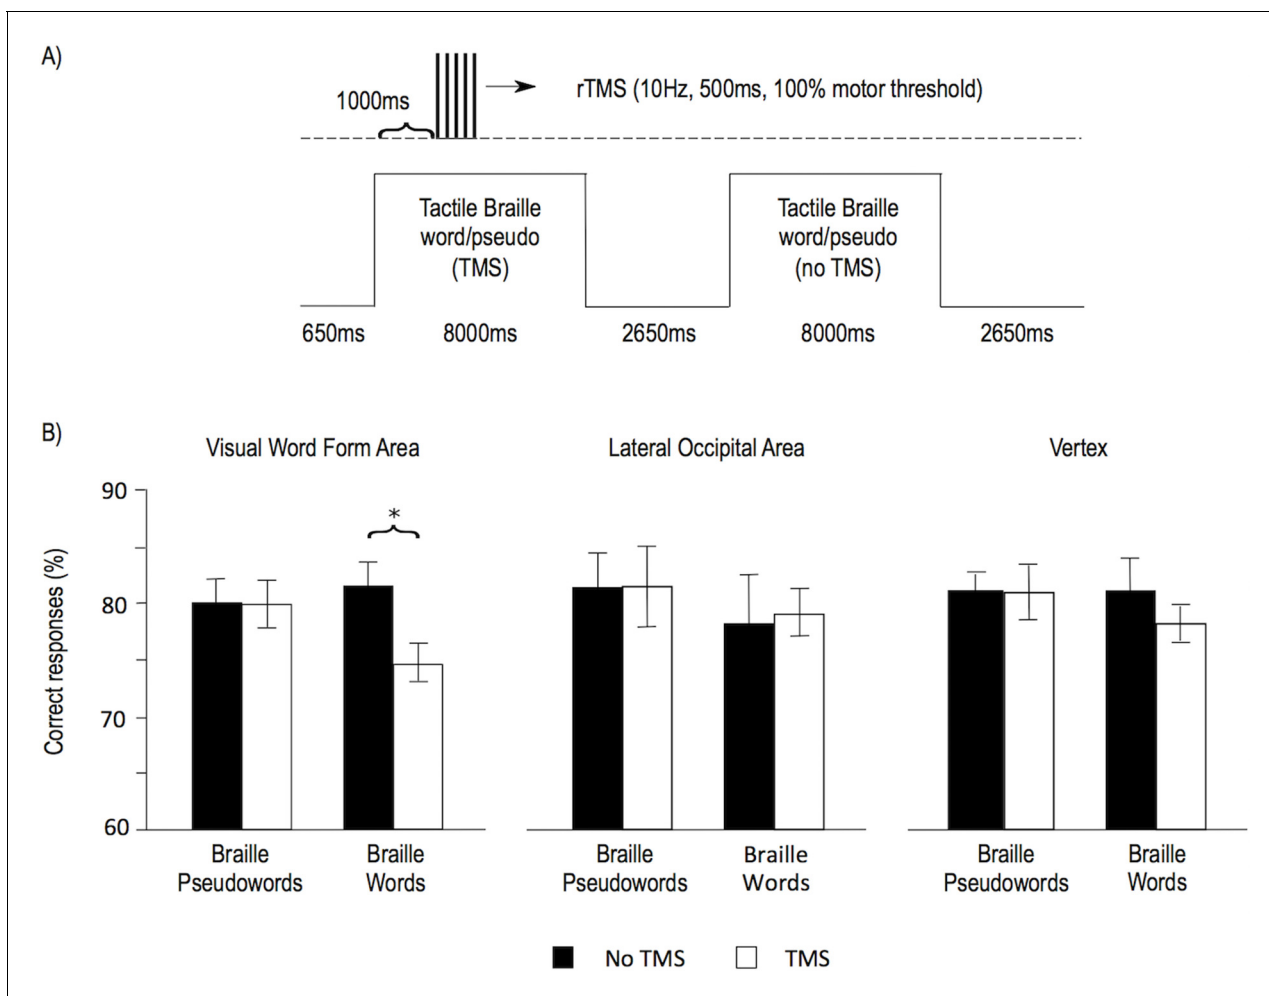 A)
1000ms
rTMS (10Hz, 500ms, 100% motor threshold)
Tactile Braille
word/pseudo
(TMS)
Tactile Braille
word/pseudo
(no TMS)
650ms
8000ms
2650ms
8000ms
2650ms
B)
Visual Word Form Area
Lateral Occipital Area
Vertex
Correct responses (%)
90
80
70
60
*
Braille
Pseudowords
Braille
Words
Braille
Pseudowords
Braille
Words
Braille
Pseudowords
Braille
Words
No TMS
TMS